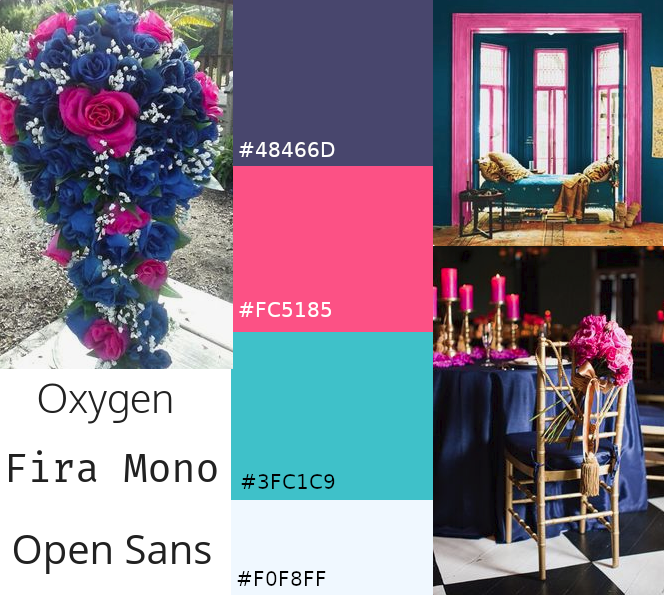 #48466D
#FC5185
#3FC1C9
#F0F8FF
Oxygen
Fira Mono
Open Sans